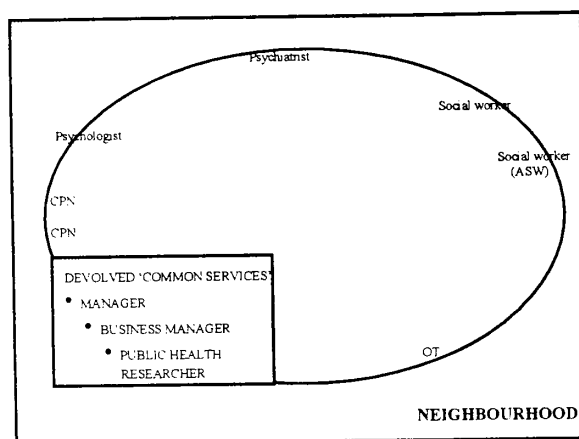 Psychiatrist
Social worker
Psychologist
Social worker
(ASW)
CPN
CPN
DEVOLVED 'COMMON SERVICES'
• MANAGER
• BUSINESS MANAGER
• PUBLIC HEALTH
RESEARCHER
OT
NEIGHBOURHOOD